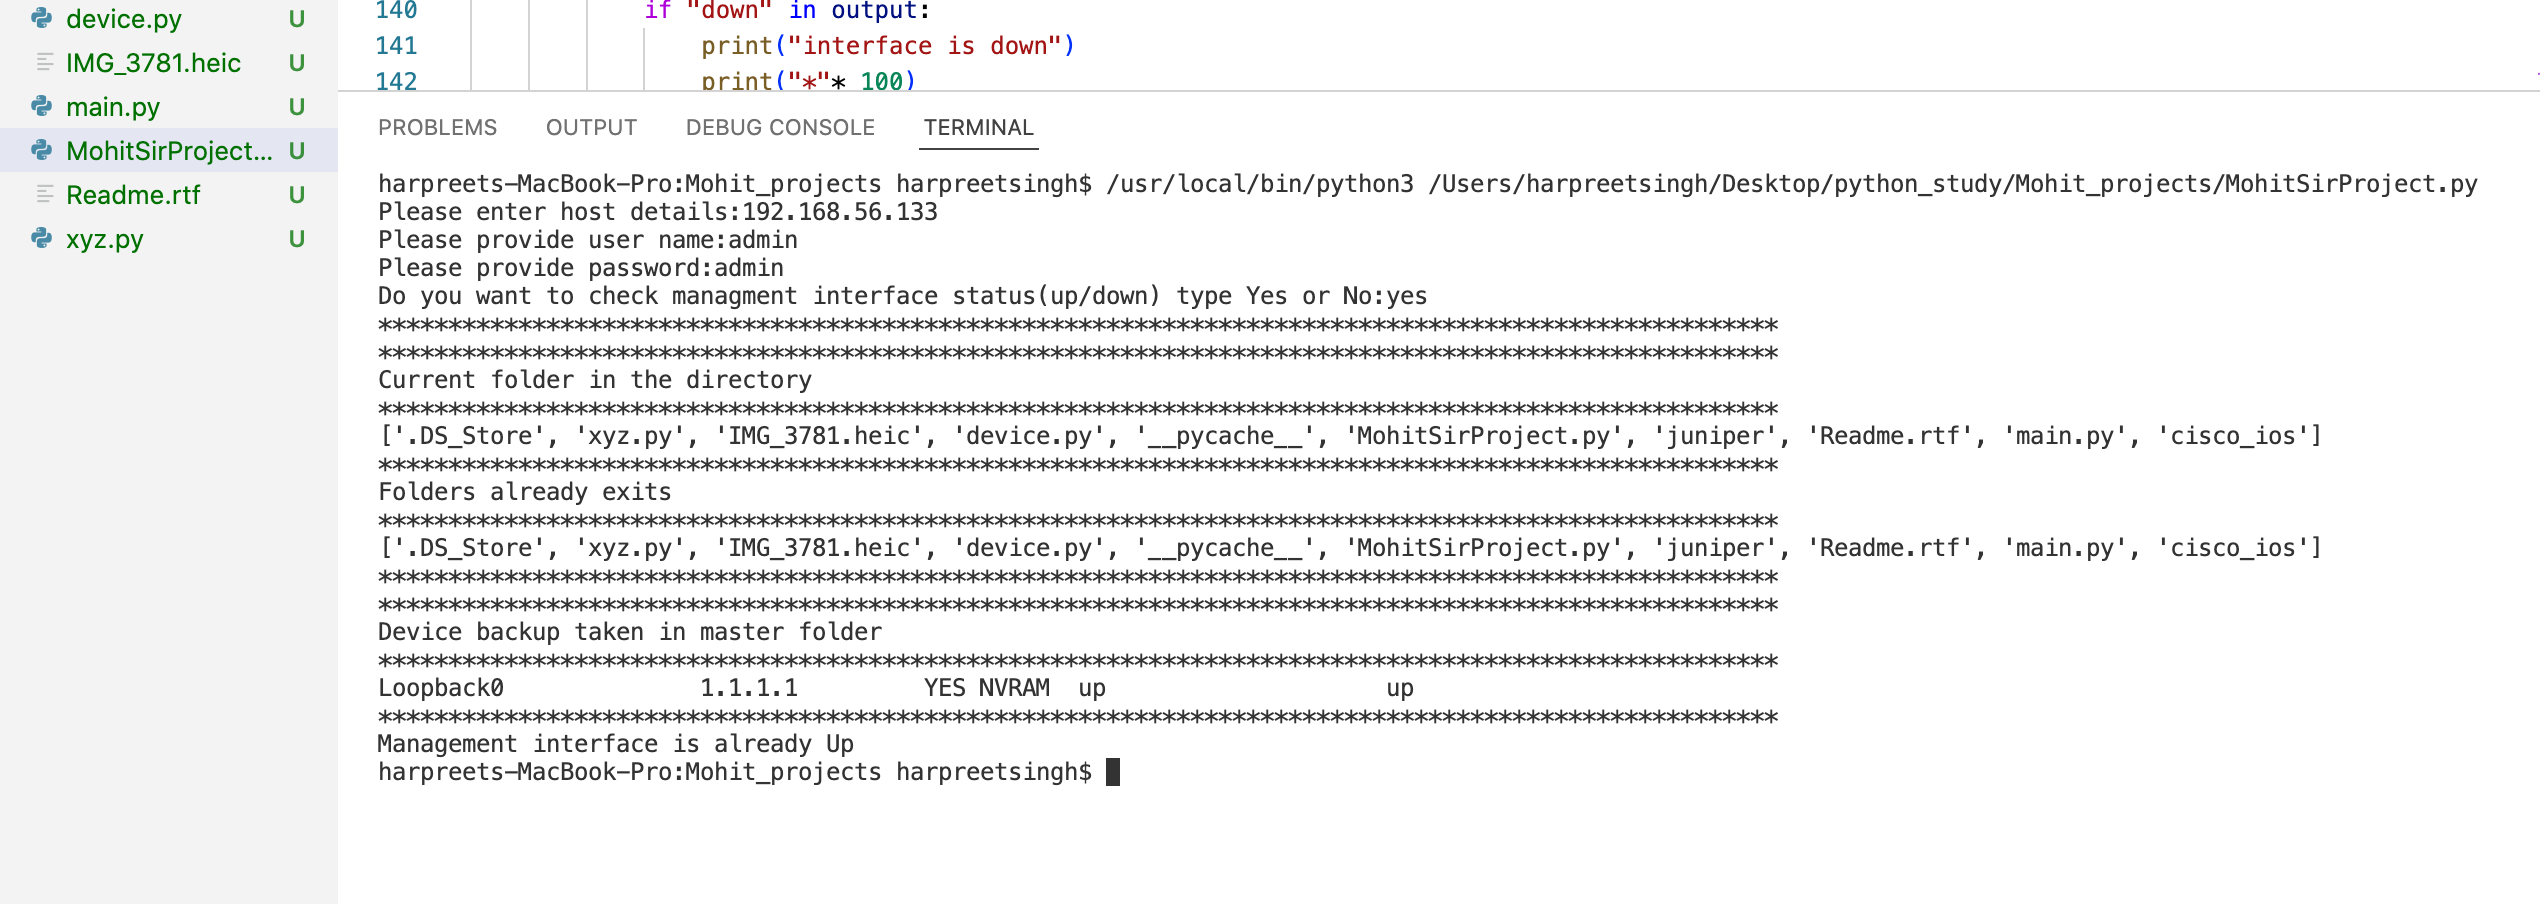 device.py U
IMG_3781.heic U
main.py U
MohitSirProject... U
Readme.rtf U
xyz.py U
140 if "down" in output:
141 print("interface is down")
142 print("*"* 100)
PROBLEMS OUTPUT DEBUG CONSOLE TERMINAL
harpreets-MacBook-Pro:Mohit_projects harpreetsingh$ /usr/local/bin/python3 /Users/harpreetsingh/Desktop/python_study/Mohit_projects/MohitSirProject.py
Please enter host details:192.168.56.133
Please provide user name:admin
Please provide password:admin
Do you want to check managment interface status(up/down) type Yes or No:yes
****************************************************************************************************
****************************************************************************************************
Current folder in the directory
****************************************************************************************************
['.DS_Store', 'xyz.py', 'IMG_3781.heic', 'device.py', '__pycache__', 'MohitSirProject.py', 'juniper', 'Readme.rtf', 'main.py', 'cisco_ios']
****************************************************************************************************
Folders already exits
****************************************************************************************************
['.DS_Store', 'xyz.py', 'IMG_3781.heic', 'device.py', '__pycache__', 'MohitSirProject.py', 'juniper', 'Readme.rtf', 'main.py', 'cisco_ios']
****************************************************************************************************
****************************************************************************************************
Device backup taken in master folder
****************************************************************************************************
Loopback0 1.1.1.1 YES NVRAM up up
****************************************************************************************************
Management interface is already Up
harpreets-MacBook-Pro:Mohit_projects harpreetsingh$